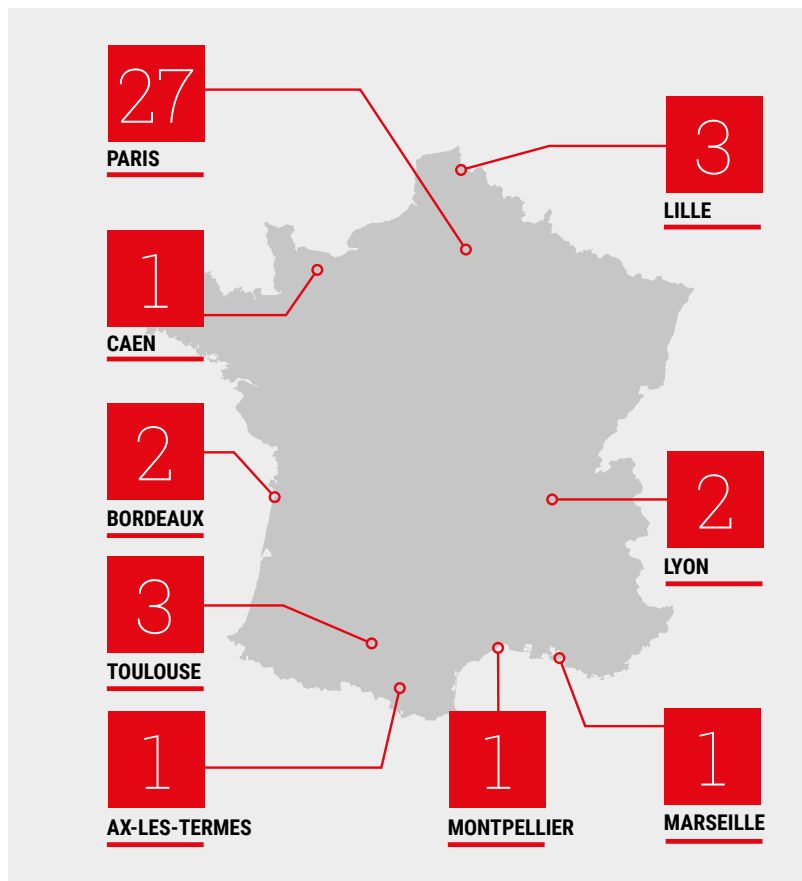 27
PARIS
3
LILLE
1
CAEN
2
BORDEAUX
2
LYON
3
TOULOUSE
1
AX-LES-TERMES
1
MONTPELLIER
1
MARSEILLE